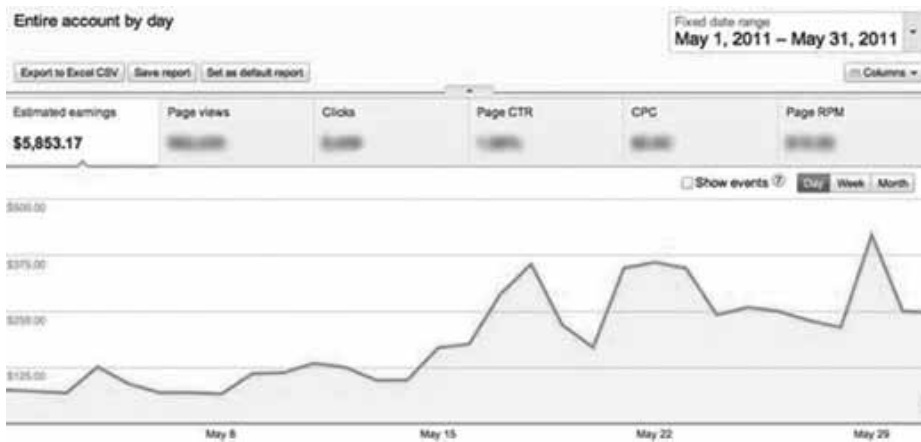 Entire account by day
Fixed date range
May 1, 2011 – May 31, 2011
Export to Excel CSV Save report Set as default report Columns
Estimated earnings Page views Clicks Page CTR CPC Page RPM
$5,853.17
Show events ? Day Week Month
$500.00
$375.00
$250.00
$125.00
May 8 May 15 May 22 May 29